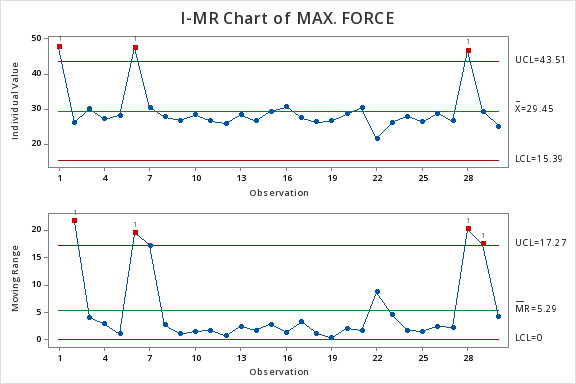 I-MR Chart of MAX. FORCE
Individual Value
50
40
30
20
1
1
1
UCL=43.51
X̄=29.45
LCL=15.39
1 4 7 10 13 16 19 22 25 28
Observation
Moving Range
20
15
10
5
0
1
1
1
1
UCL=17.27
M̅R̅=5.29
LCL=0
1 4 7 10 13 16 19 22 25 28
Observation